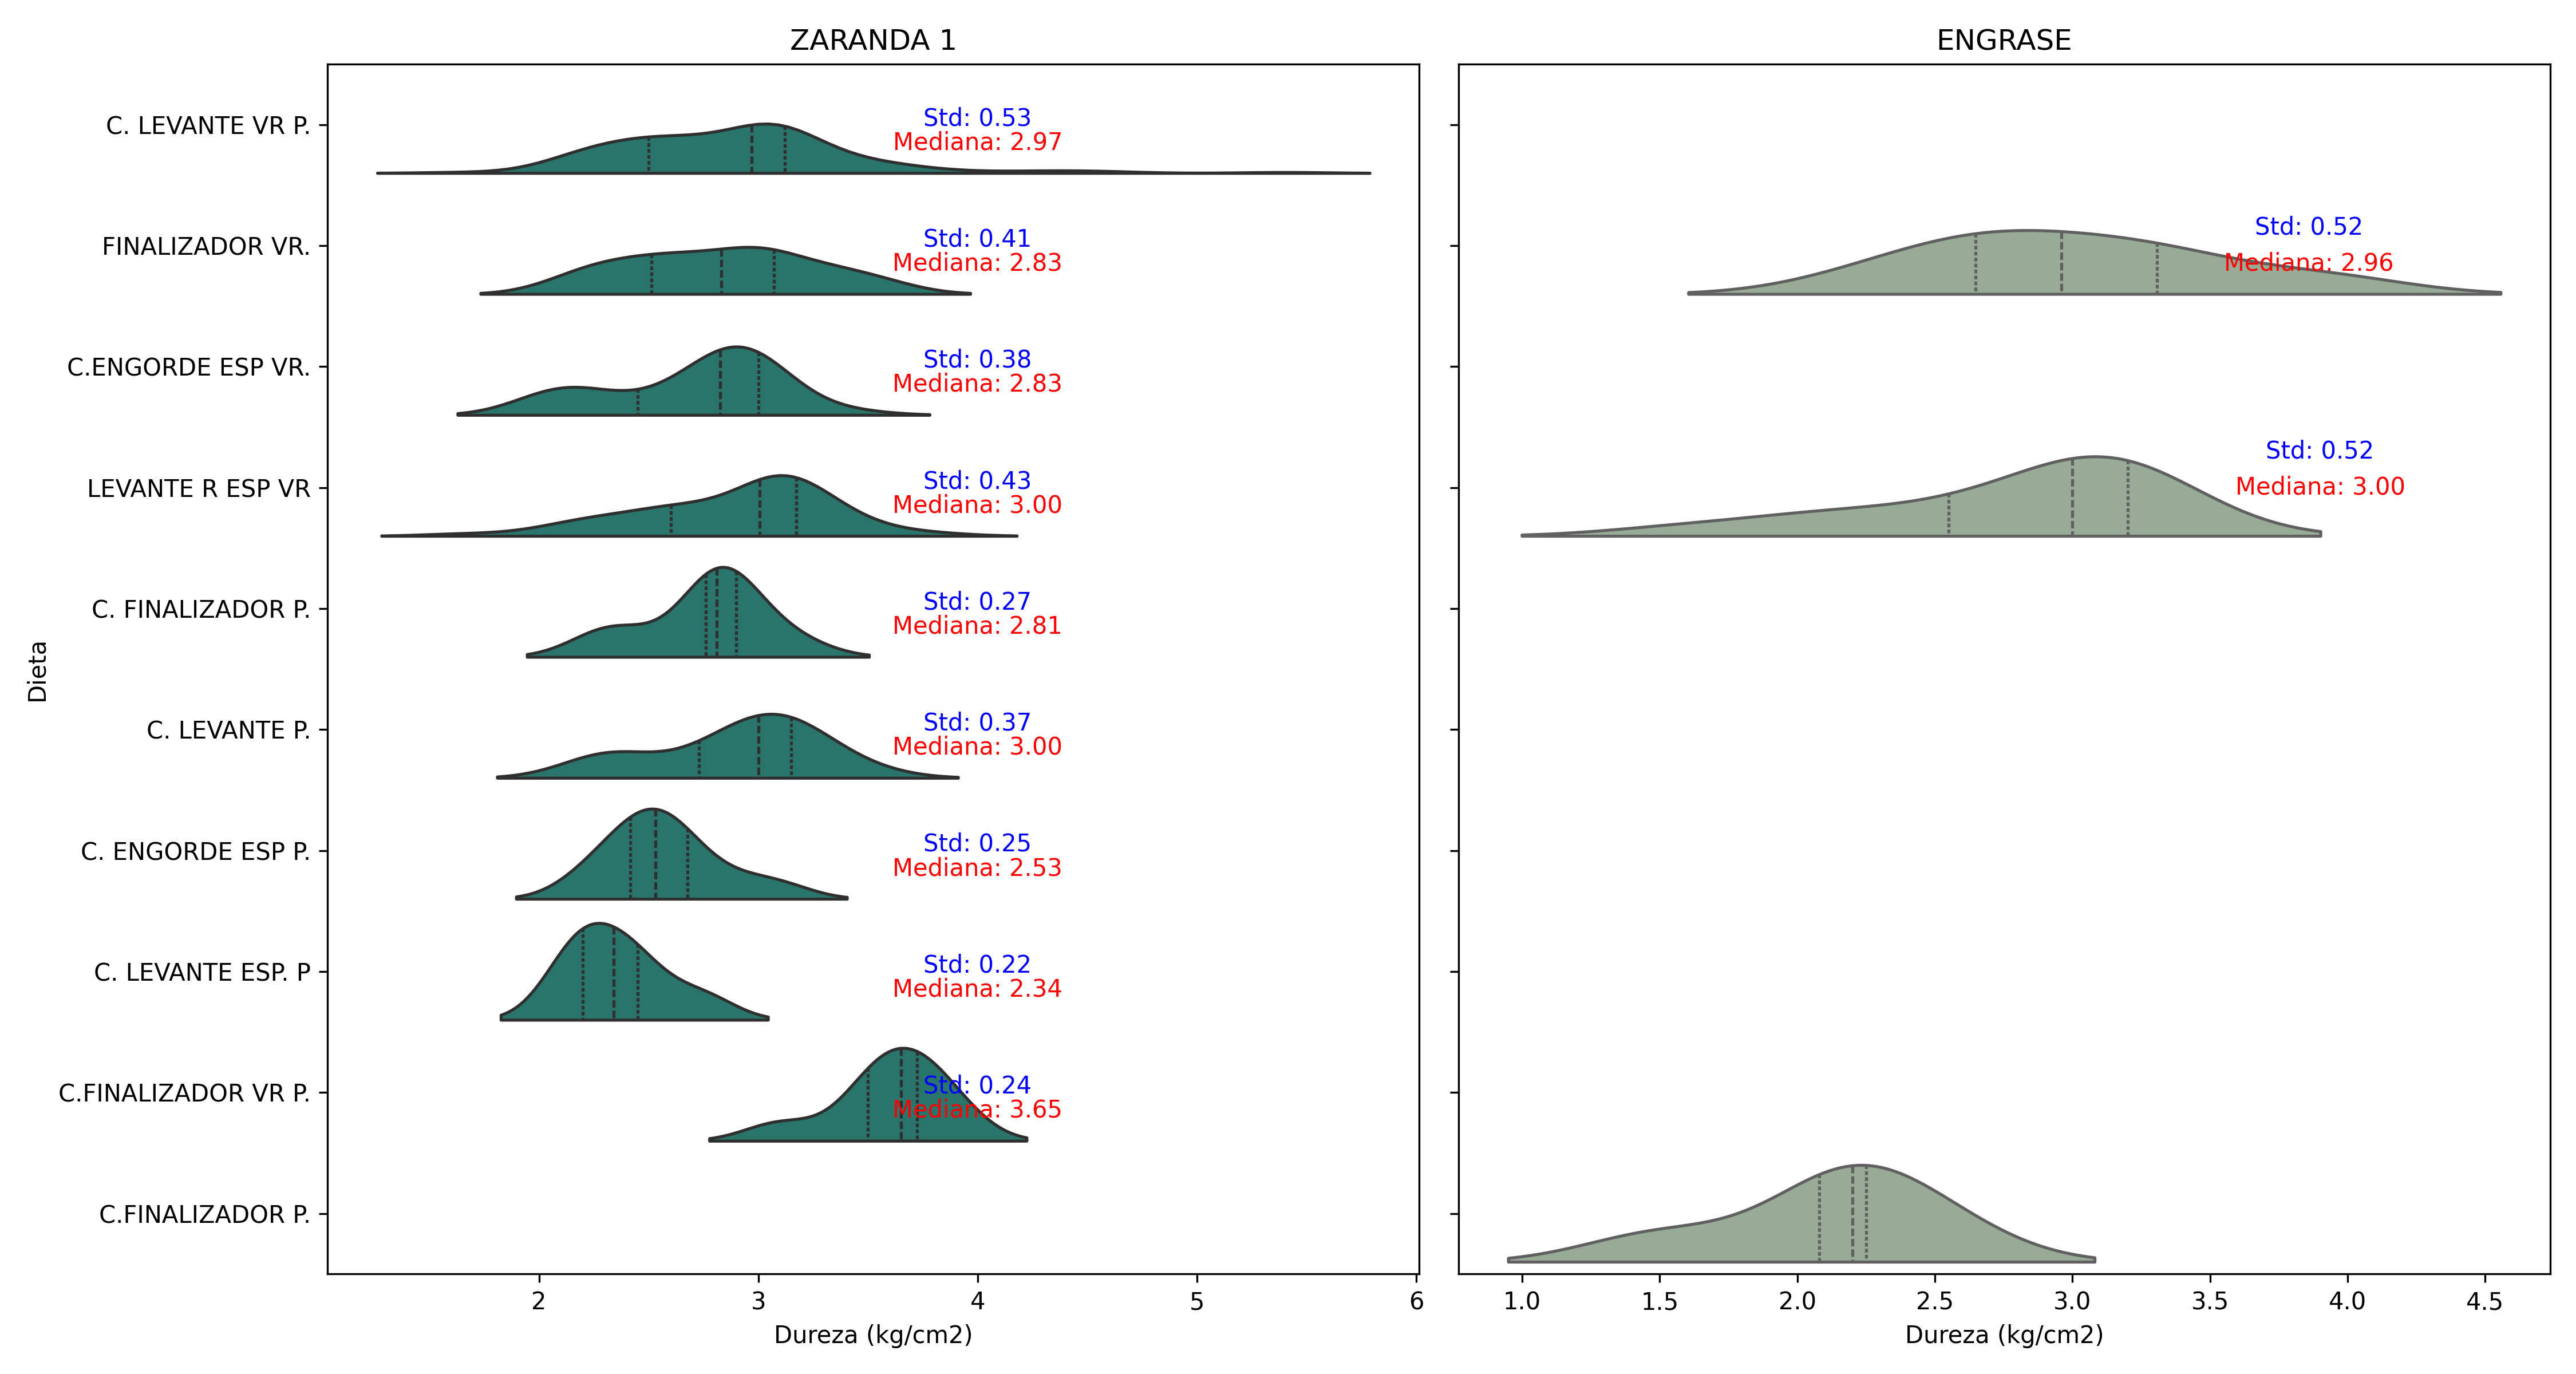 ZARANDA 1
C. LEVANTE VR P.
Std: 0.53
Mediana: 2.97
FINALIZADOR VR.
Std: 0.41
Mediana: 2.83
C.ENGORDE ESP VR.
Std: 0.38
Mediana: 2.83
LEVANTE R ESP VR
Std: 0.43
Mediana: 3.00
C. FINALIZADOR P.
Std: 0.27
Mediana: 2.81
C. LEVANTE P.
Std: 0.37
Mediana: 3.00
C. ENGORDE ESP P.
Std: 0.25
Mediana: 2.53
C. LEVANTE ESP. P
Std: 0.22
Mediana: 2.34
C.FINALIZADOR VR P.
Std: 0.24
Mediana: 3.65
C.FINALIZADOR P.
Dieta
2 3 4 5 6
Dureza (kg/cm2)
ENGRASE
Std: 0.52
Mediana: 2.96
Std: 0.52
Mediana: 3.00
1.0 1.5 2.0 2.5 3.0 3.5 4.0 4.5
Dureza (kg/cm2)